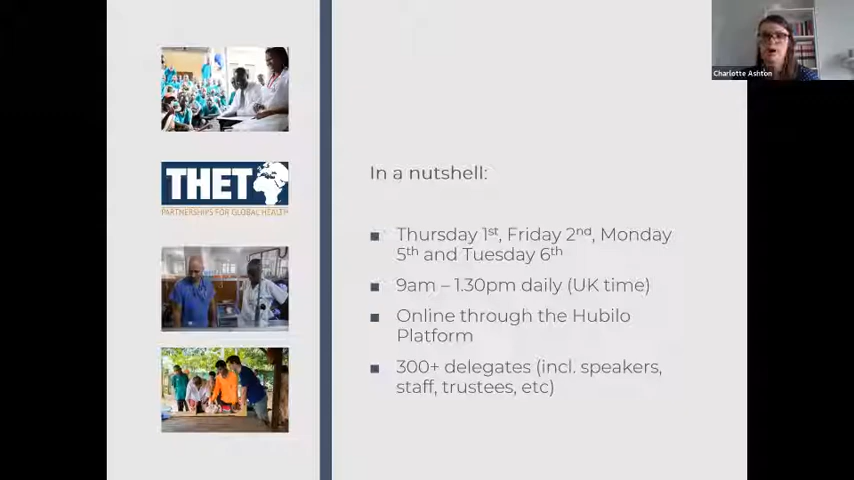 Charlotte Ashton
THET
PARTNERSHIPS FOR GLOBAL HEALTH
In a nutshell:
Thursday 1st, Friday 2nd, Monday
5th and Tuesday 6th
9am – 1.30pm daily (UK time)
Online through the Hubilo
Platform
300+ delegates (incl. speakers,
staff, trustees, etc)